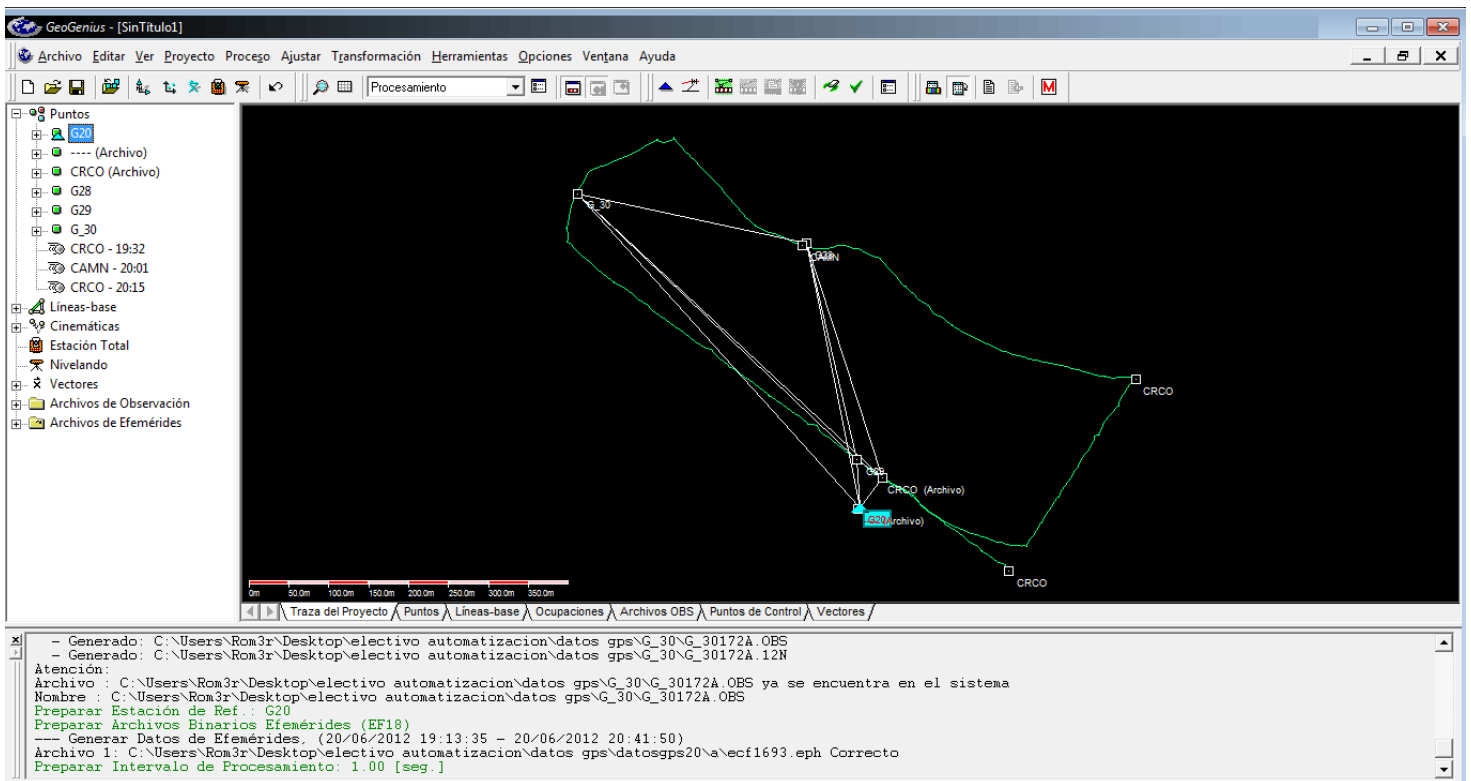 GeoGenius - [SinTítulo1]
Archivo Editar Ver Proyecto Proceso Ajustar Transformación Herramientas Opciones Ventana Ayuda
Procesamiento
M
Puntos
G20
---- (Archivo)
CRCO (Archivo)
G28
G29
G_30
CRCO - 19:32
CAMN - 20:01
CRCO - 20:15
Líneas-base
Cinemáticas
Estación Total
Nivelando
Vectores
Archivos de Observación
Archivos de Efemérides
G_30
CAMN
CRCO
CRCO (Archivo)
G20
CRCO
0m 50.0m 100.0m 150.0m 200.0m 250.0m 300.0m 350.0m
Traza del Proyecto Puntos Líneas-base Ocupaciones Archivos OBS Puntos de Control Vectores
- Generado: C:\Users\Rom3r\Desktop\electivo automatizacion\datos gps\G_30\G_30172A.OBS
- Generado: C:\Users\Rom3r\Desktop\electivo automatizacion\datos gps\G_30\G_30172A.12N
Atención:
Archivo : C:\Users\Rom3r\Desktop\electivo automatizacion\datos gps\G_30\G_30172A.OBS ya se encuentra en el sistema
Nombre : C:\Users\Rom3r\Desktop\electivo automatizacion\datos gps\G_30\G_30172A.OBS
Preparar Estación de Ref.: G20
Preparar Archivos Binarios Efemérides (EF18)
--- Generar Datos de Efemérides, (20/06/2012 19:13:35 - 20/06/2012 20:41:50)
Archivo 1: C:\Users\Rom3r\Desktop\electivo automatizacion\datos gps\datosgps20\a\ecf1693.eph Correcto
Preparar Intervalo de Procesamiento: 1.00 [seg.]